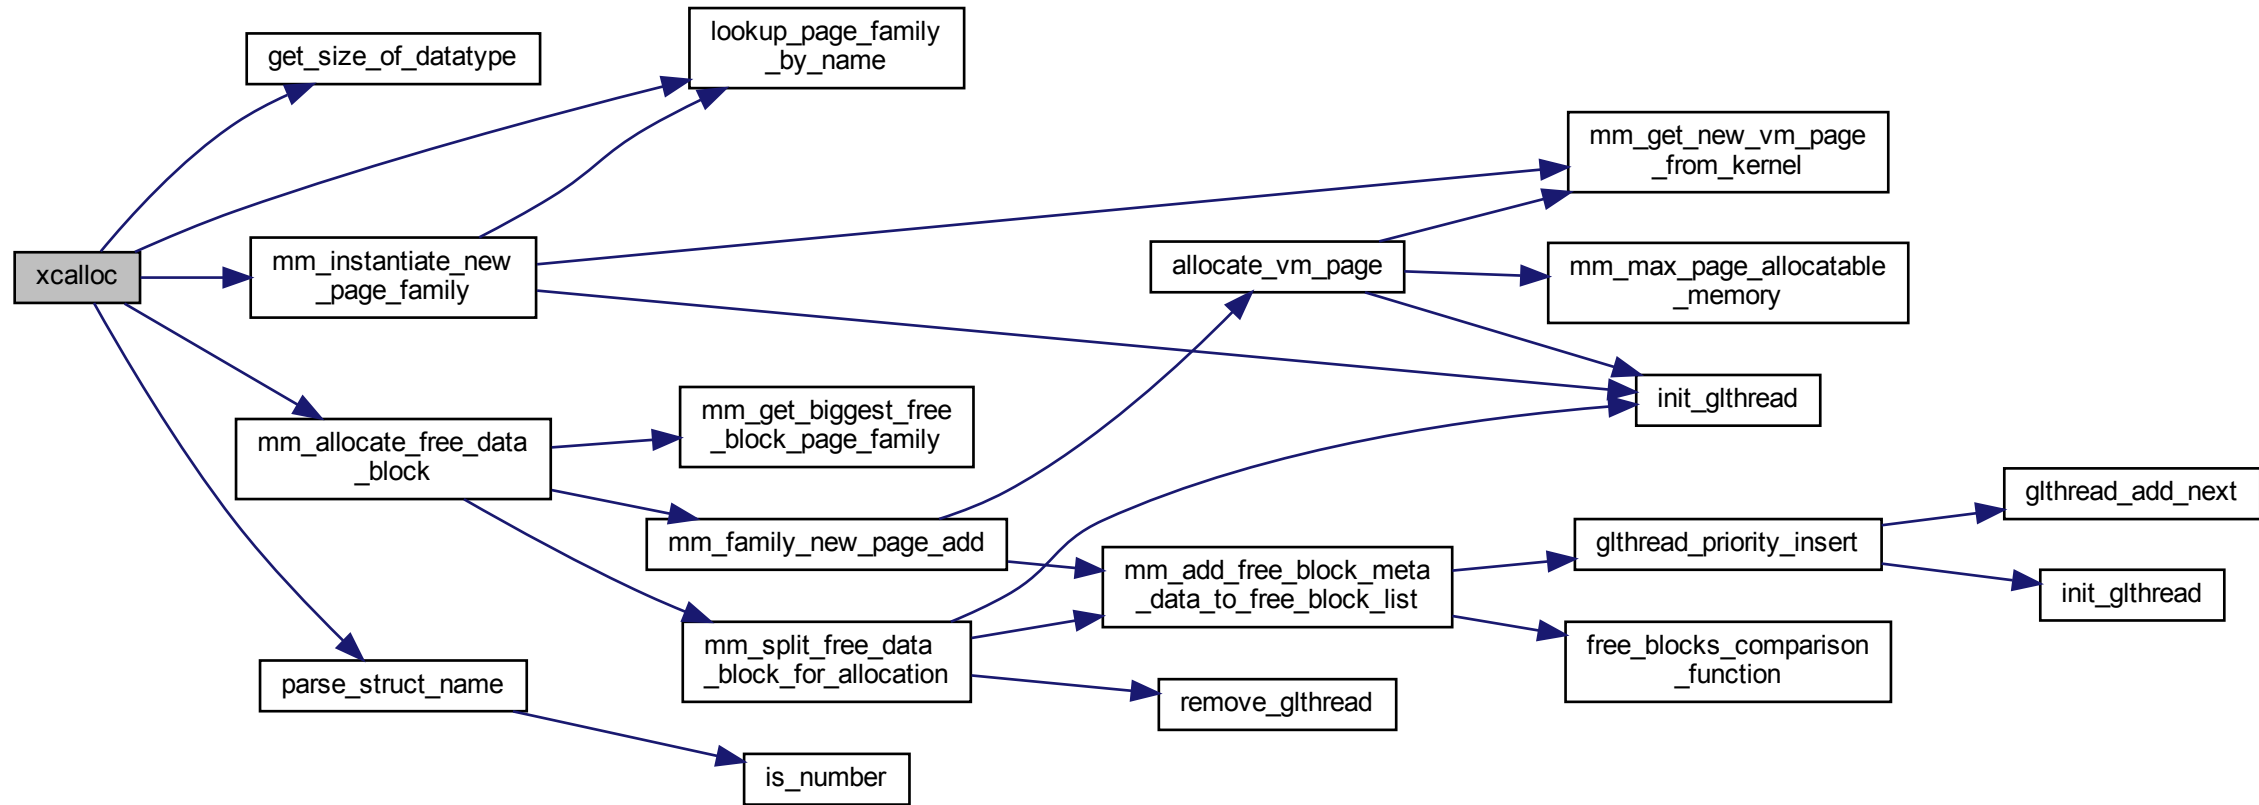 get_size_of_datatype
lookup_page_family
_by_name
mm_get_new_vm_page
_from_kernel
xcalloc
mm_instantiate_new
_page_family
allocate_vm_page
mm_max_page_allocatable
_memory
init_glthread
mm_get_biggest_free
_block_page_family
mm_allocate_free_data
_block
mm_family_new_page_add
glthread_add_next
glthread_priority_insert
mm_add_free_block_meta
_data_to_free_block_list
init_glthread
mm_split_free_data
_block_for_allocation
free_blocks_comparison
_function
parse_struct_name
remove_glthread
is_number